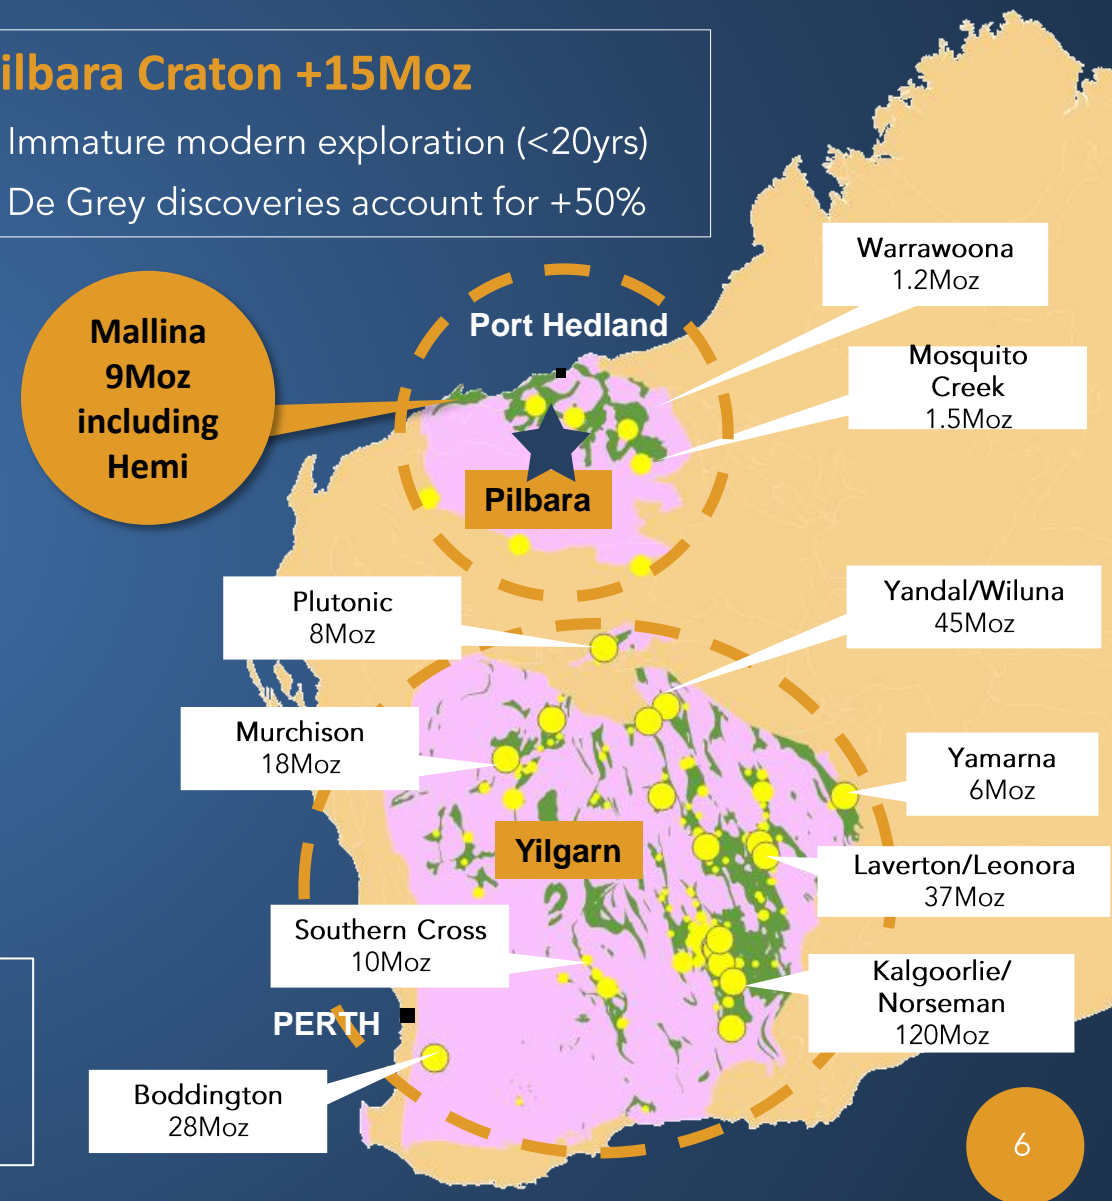 ilbara Craton +15Moz
Immature modern exploration (<20yrs)
De Grey discoveries account for +50%
Warrawoona
1.2Moz
Mallina
9Moz
including
Hemi
Port Hedland
Mosquito
Creek
1.5Moz
Pilbara
Plutonic
8Moz
Yandal/Wiluna
45Moz
Murchison
18Moz
Yamarna
6Moz
Yilgarn
Laverton/Leonora
37Moz
Southern Cross
10Moz
Kalgoorlie/
Norseman
120Moz
PERTH
Boddington
28Moz
6